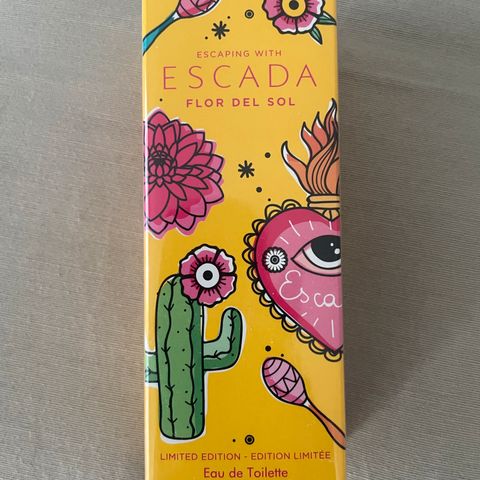 ESCAPING WITH
ESCADA
FLOR DEL SOL
Esca
LIMITED EDITION - EDITION LIMITÉE
Eau de Toilette